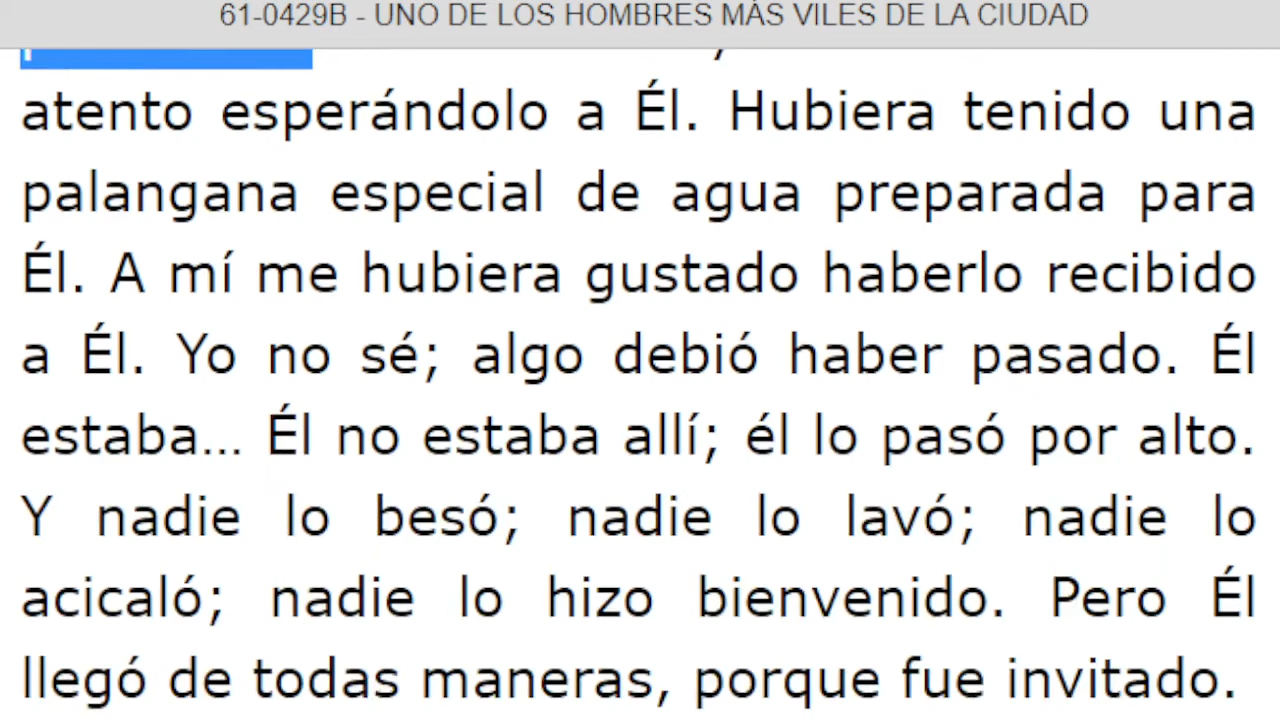 61-0429B - UNO DE LOS HOMBRES MÁS VILES DE LA CIUDAD
atento esperándolo a Él. Hubiera tenido una
palangana especial de agua preparada para
Él. A mí me hubiera gustado haberlo recibido
a Él. Yo no sé; algo debió haber pasado. Él
estaba... Él no estaba allí; él lo pasó por alto.
Y nadie lo besó; nadie lo lavó; nadie lo
acicaló; nadie lo hizo bienvenido. Pero Él
llegó de todas maneras, porque fue invitado.